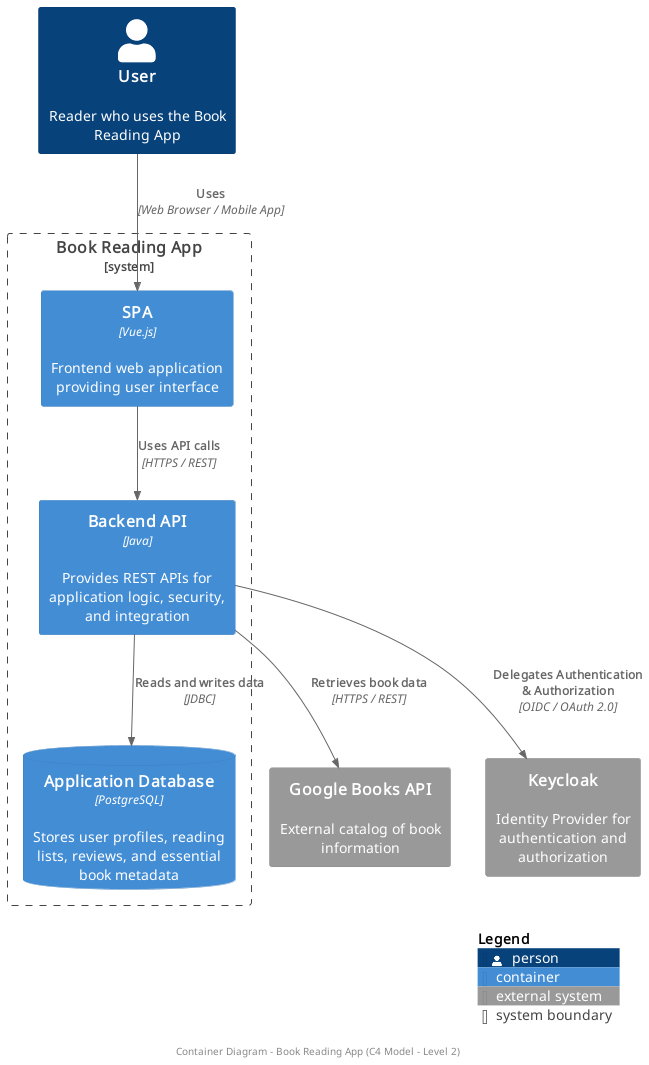 User
Reader who uses the Book
Reading App
Uses
[Web Browser / Mobile App]
Book Reading App
[system]
SPA
[Vue.js]
Frontend web application
providing user interface
Uses API calls
[HTTPS / REST]
Backend API
[Java]
Provides REST APIs for
application logic, security,
and integration
Reads and writes data
[JDBC]
Retrieves book data
[HTTPS / REST]
Delegates Authentication
& Authorization
[OIDC / OAuth 2.0]
Application Database
[PostgreSQL]
Stores user profiles, reading
lists, reviews, and essential
book metadata
Google Books API
External catalog of book
information
Keycloak
Identity Provider for
authentication and
authorization
Legend
person
container
external system
system boundary
Container Diagram - Book Reading App (C4 Model - Level 2)